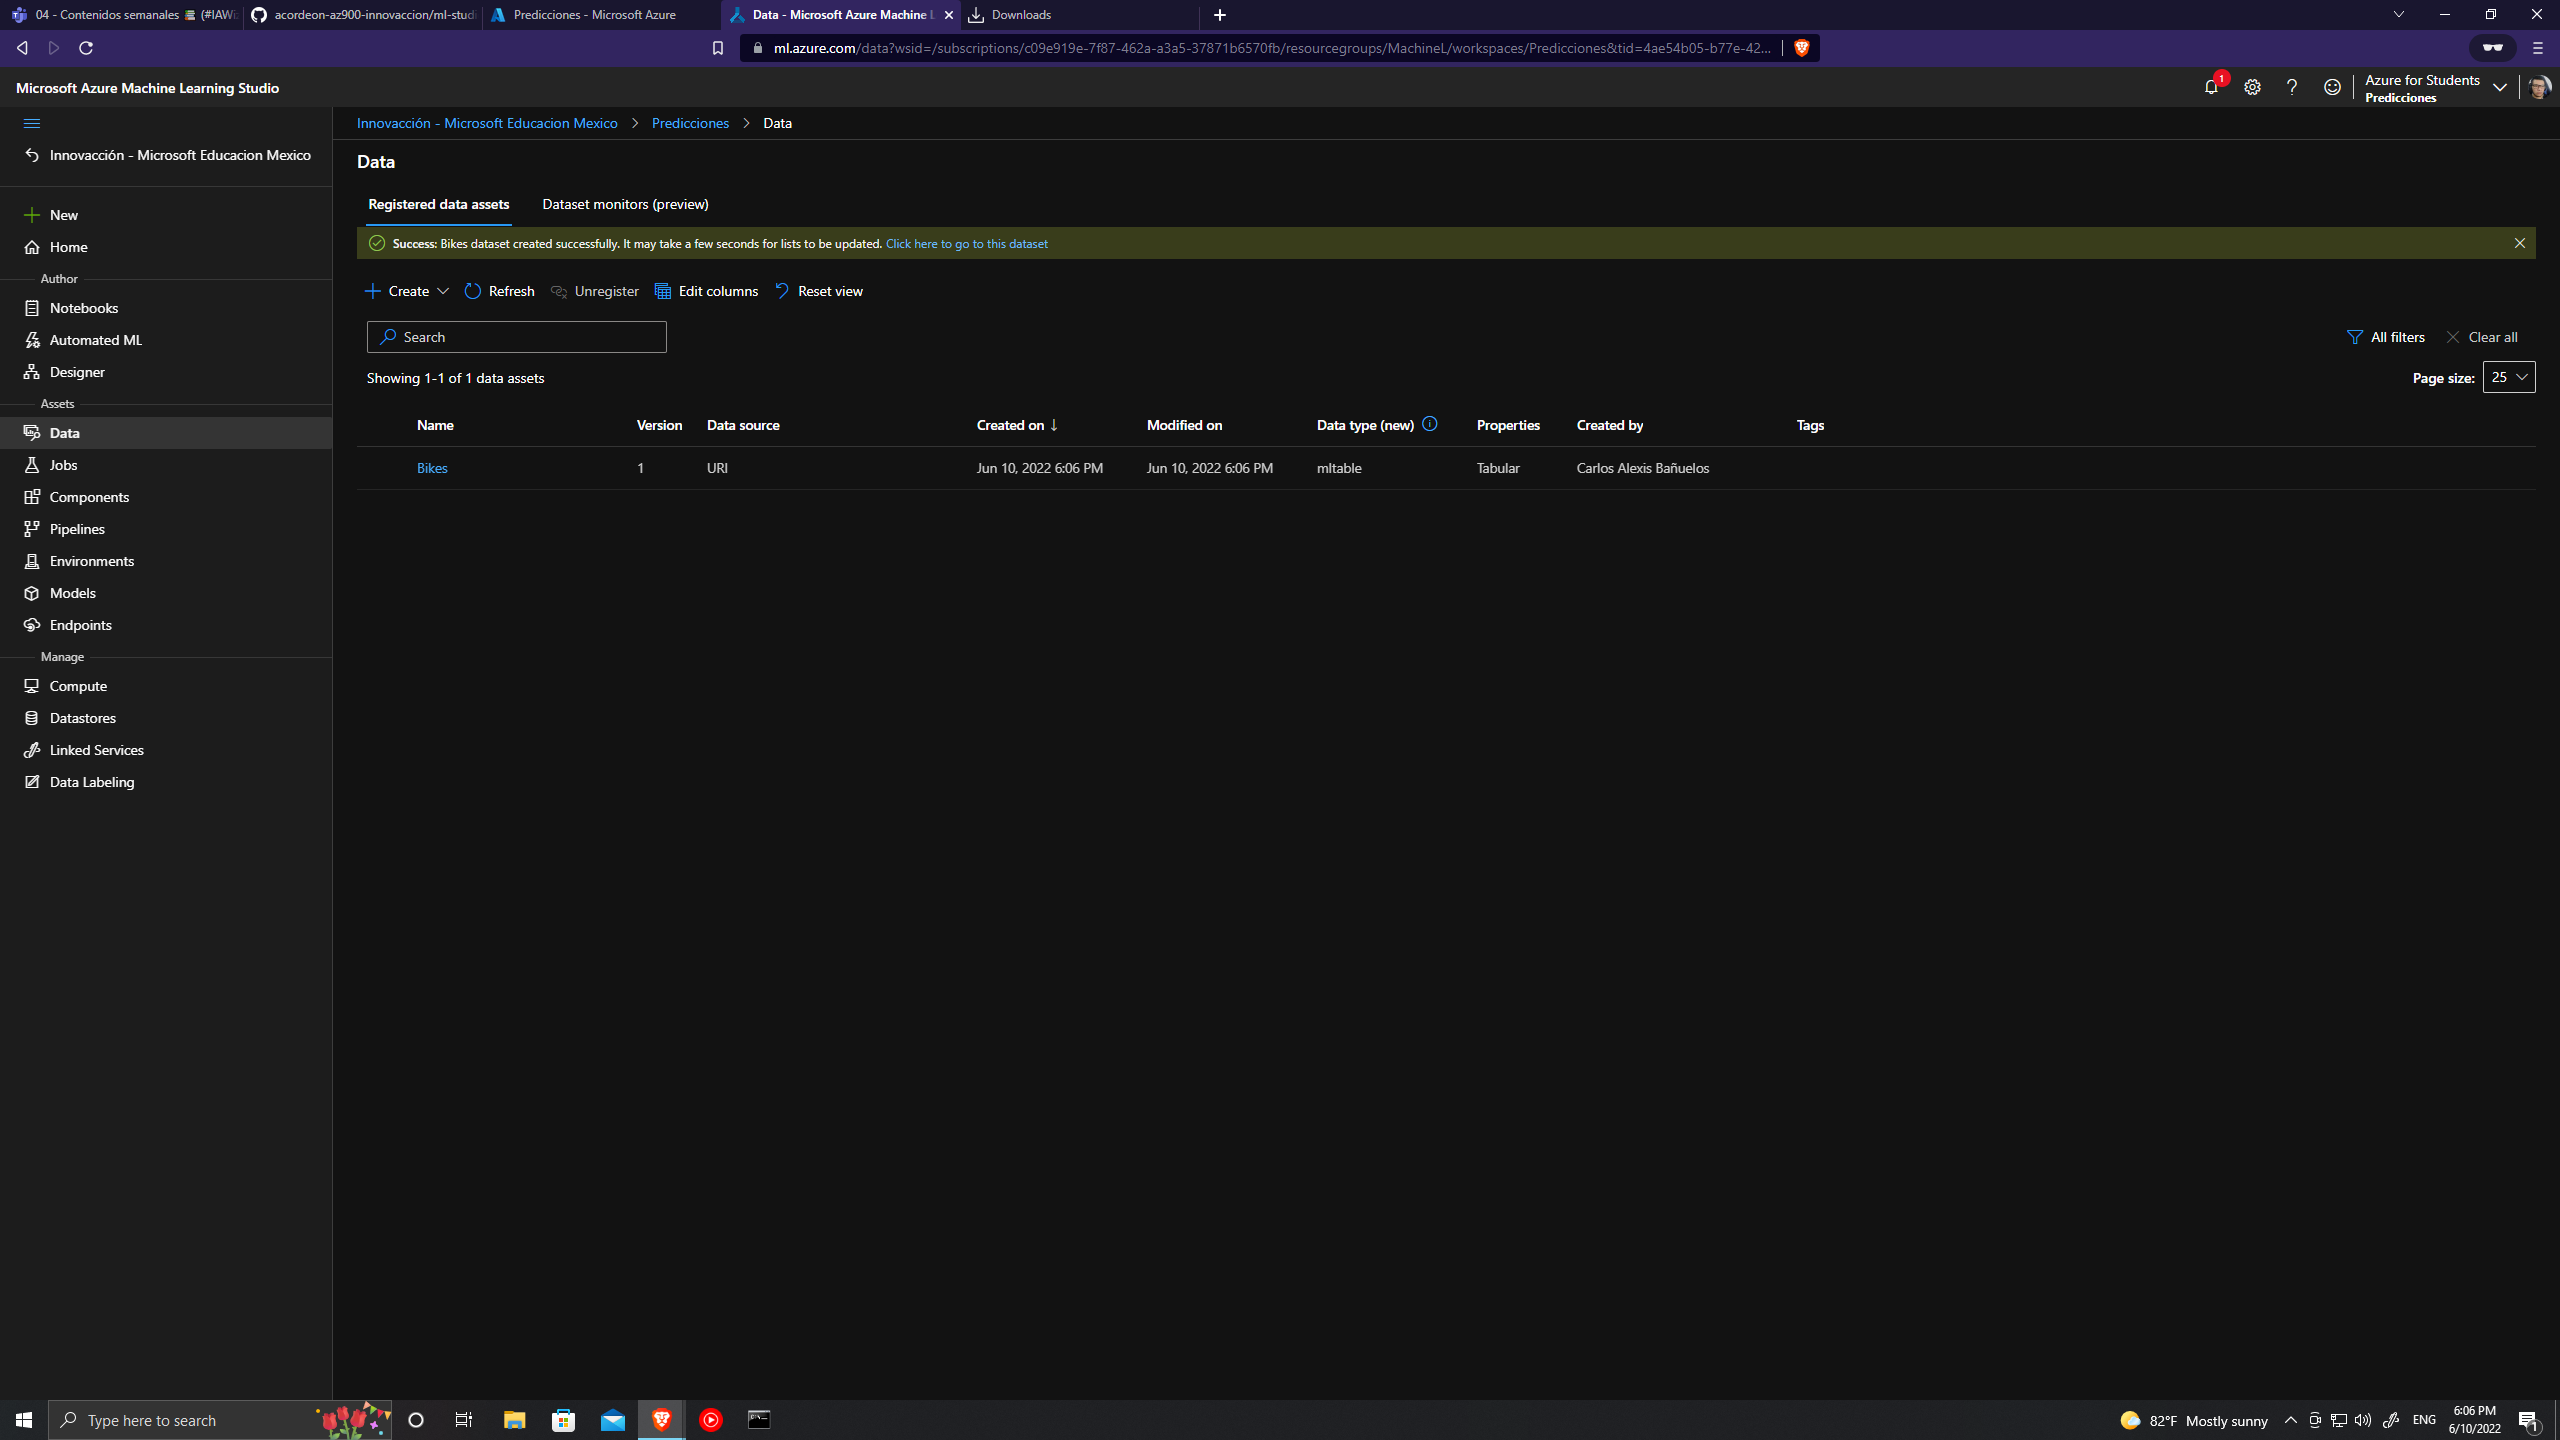 04 - Contenidos semanales
(#IAWi
acordeon-az900-innovaccion/ml-studi
Predicciones - Microsoft Azure
Data - Microsoft Azure Machine L
Downloads
ml.azure.com/data?wsid=/subscriptions/c09e919e-7f87-462a-a3a5-37871b6570fb/resourcegroups/MachineL/workspaces/Predicciones&tid=4ae54b05-b77e-42...
Microsoft Azure Machine Learning Studio
1
Azure for Students
Predicciones
Innovacción - Microsoft Educacion Mexico
New
Home
Author
Notebooks
Automated ML
Designer
Assets
Data
Jobs
Components
Pipelines
Environments
Models
Endpoints
Manage
Compute
Datastores
Linked Services
Data Labeling
Innovacción - Microsoft Educacion Mexico > Predicciones > Data
Data
Registered data assets
Dataset monitors (preview)
Success: Bikes dataset created successfully. It may take a few seconds for lists to be updated. Click here to go to this dataset
Create
Refresh
Unregister
Edit columns
Reset view
Search
All filters
Clear all
Showing 1-1 of 1 data assets
Page size: 25
Name Version Data source Created on ↓ Modified on Data type (new) Properties Created by Tags
Bikes 1 URI Jun 10, 2022 6:06 PM Jun 10, 2022 6:06 PM mltable Tabular Carlos Alexis Bañuelos
Type here to search
82°F Mostly sunny
ENG
6:06 PM
6/10/2022
1